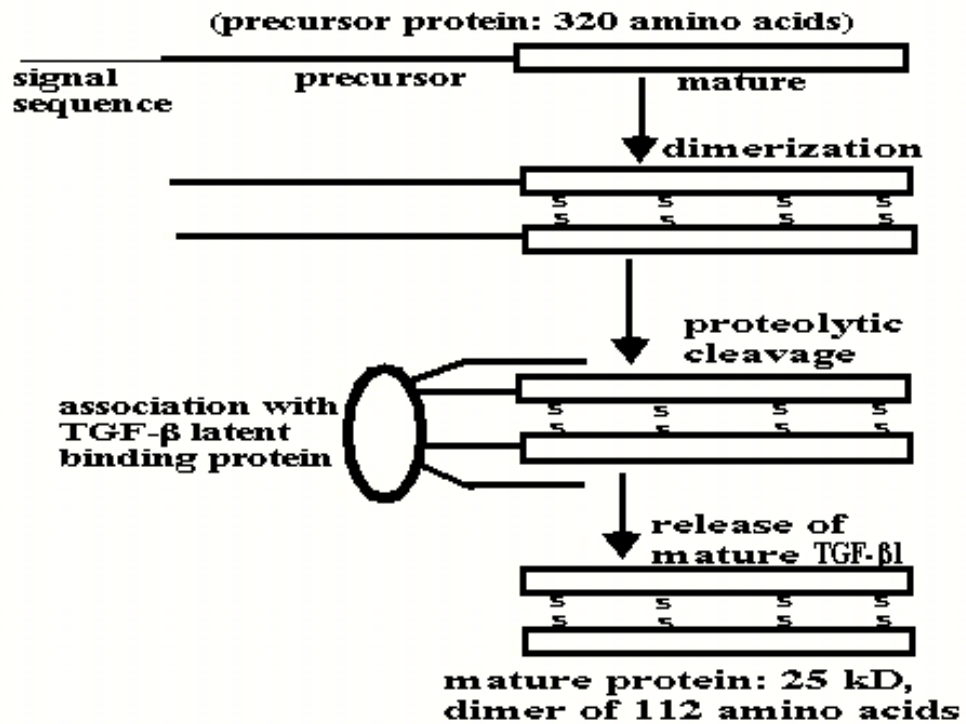 (precursor protein: 320 amino acids)
signal
sequence
precursor
mature
dimerization
S S S S
S S S S
proteolytic
cleavage
association with
TGF-β latent
binding protein
S S S S
S S S S
release of
mature TGF-β1
S S S S
S S S S
mature protein: 25 kD,
dimer of 112 amino acids